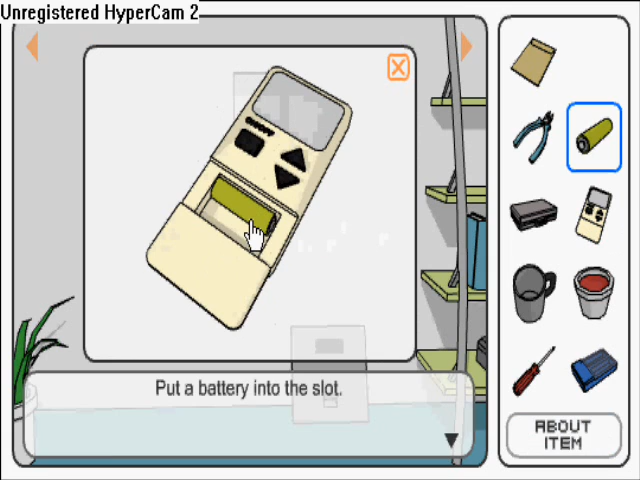 Unregistered HyperCam 2
Put a battery into the slot.
ABOUT
ITEM